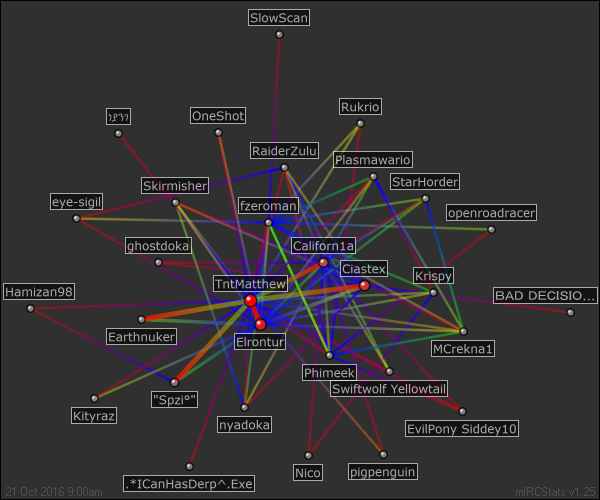 SlowScan
OneShot
Rukrio
RaiderZulu
Plasmawario
Skirmisher
StarHorder
eye-sigil
fzeroman
openroadracer
ghostdoka
Californ1a
Ciastex
Krispy
TntMatthew
Hamizan98
BAD DECISIO...
Earthnuker
Elrontur
MCrekna1
Phimeek
"Spzi°"
Swiftwolf Yellowtail
Kityraz
nyadoka
EvilPony Siddey10
.*ICanHasDerp^.Exe
Nico
pigpenguin
21 Oct 2016 9:00am
mIRCStats v1.25